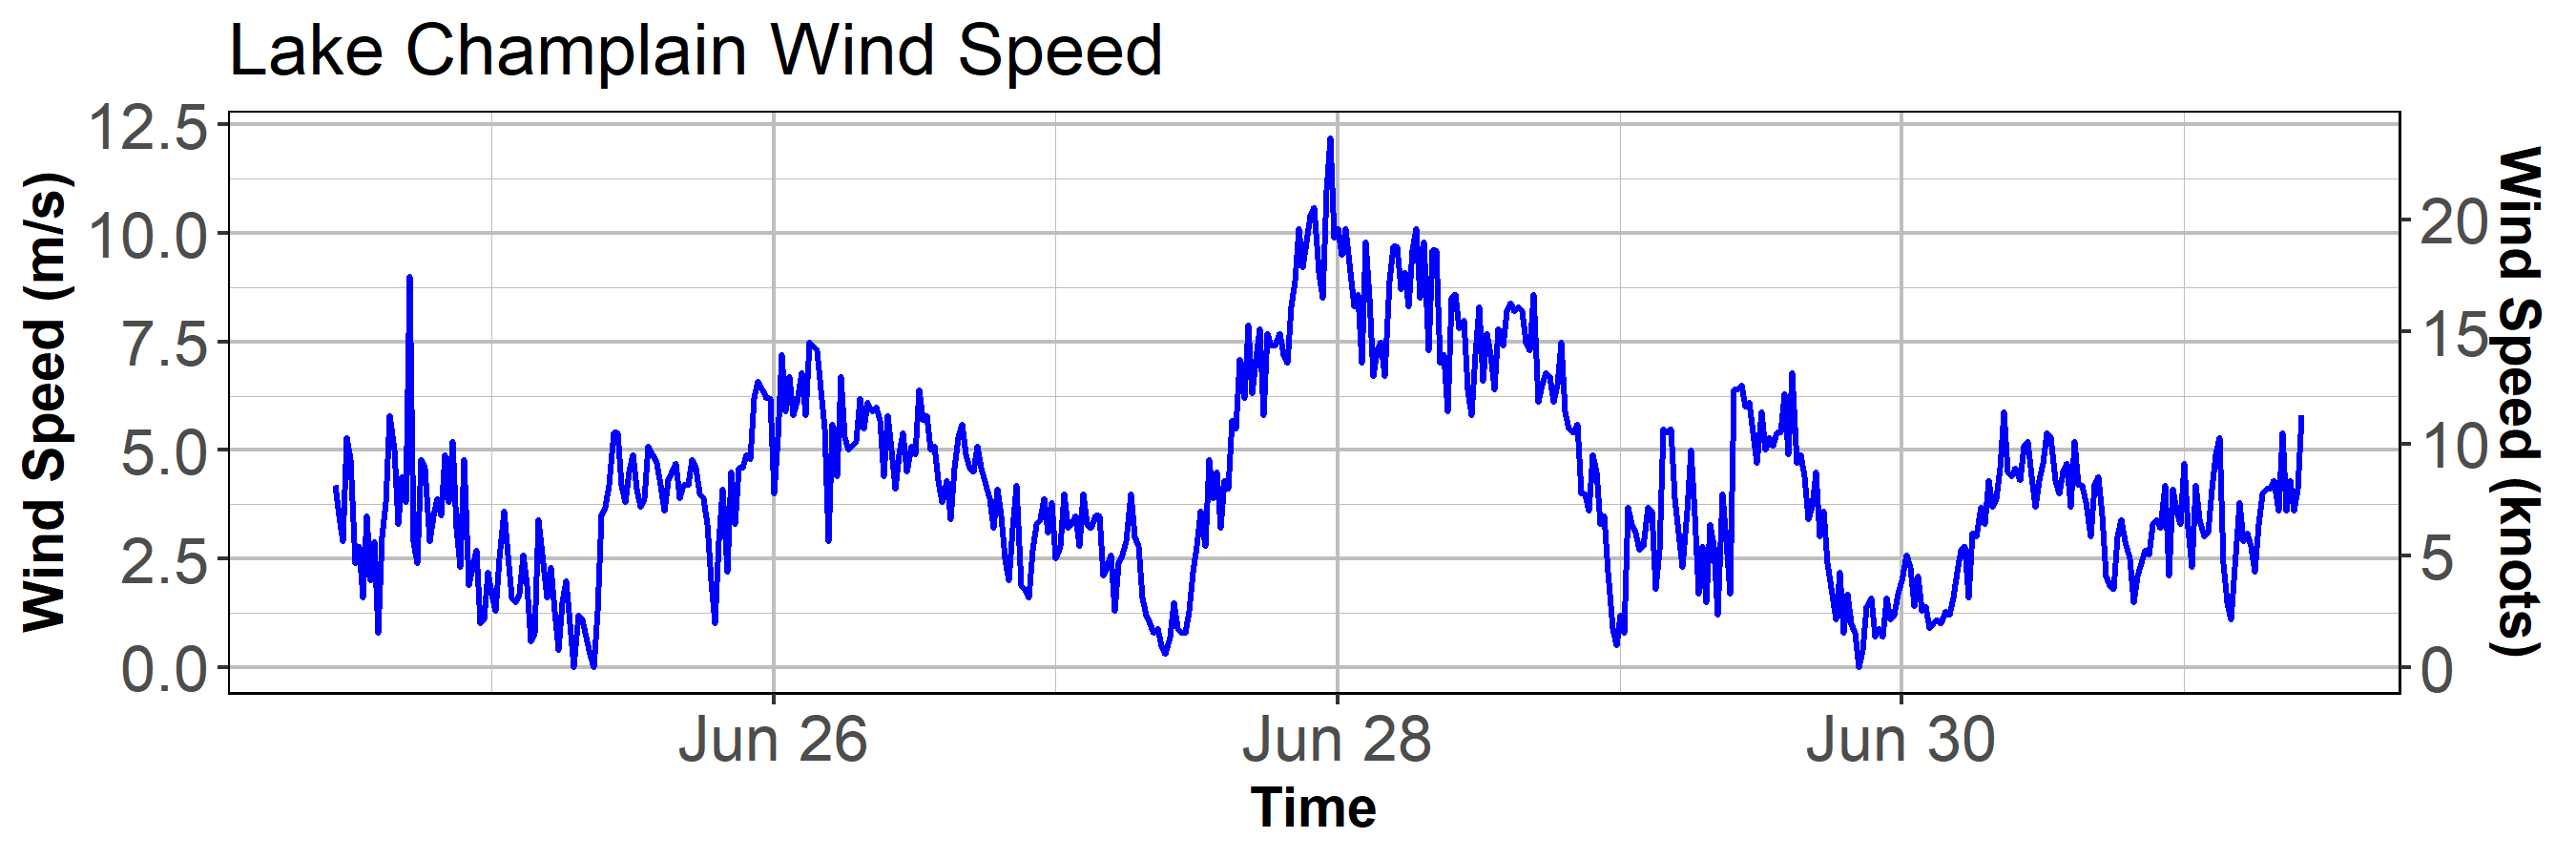 Lake Champlain Wind Speed
Wind Speed (m/s)
12.5
10.0
7.5
5.0
2.5
0.0
20
15
10
5
0
Wind Speed (knots)
Jun 26
Jun 28
Jun 30
Time